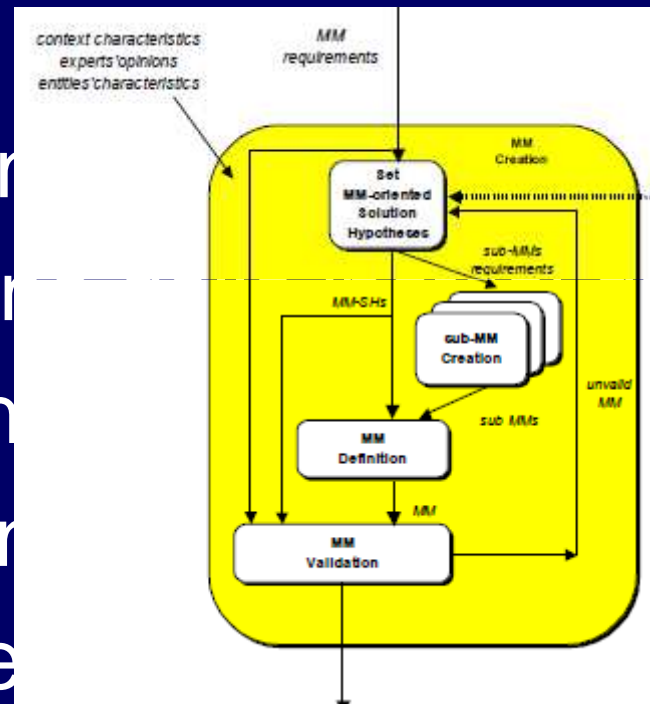 context characteristics
experts'opinions
entities'characteristics
MM
requirements
MM
Creation
Set
MM-oriented
Solution
Hypotheses
sub-MMs
requirements
MM-SHs
sub-MM
Creation
unvalid
MM
sub MMs
MM
Definition
MM
MM
Validation